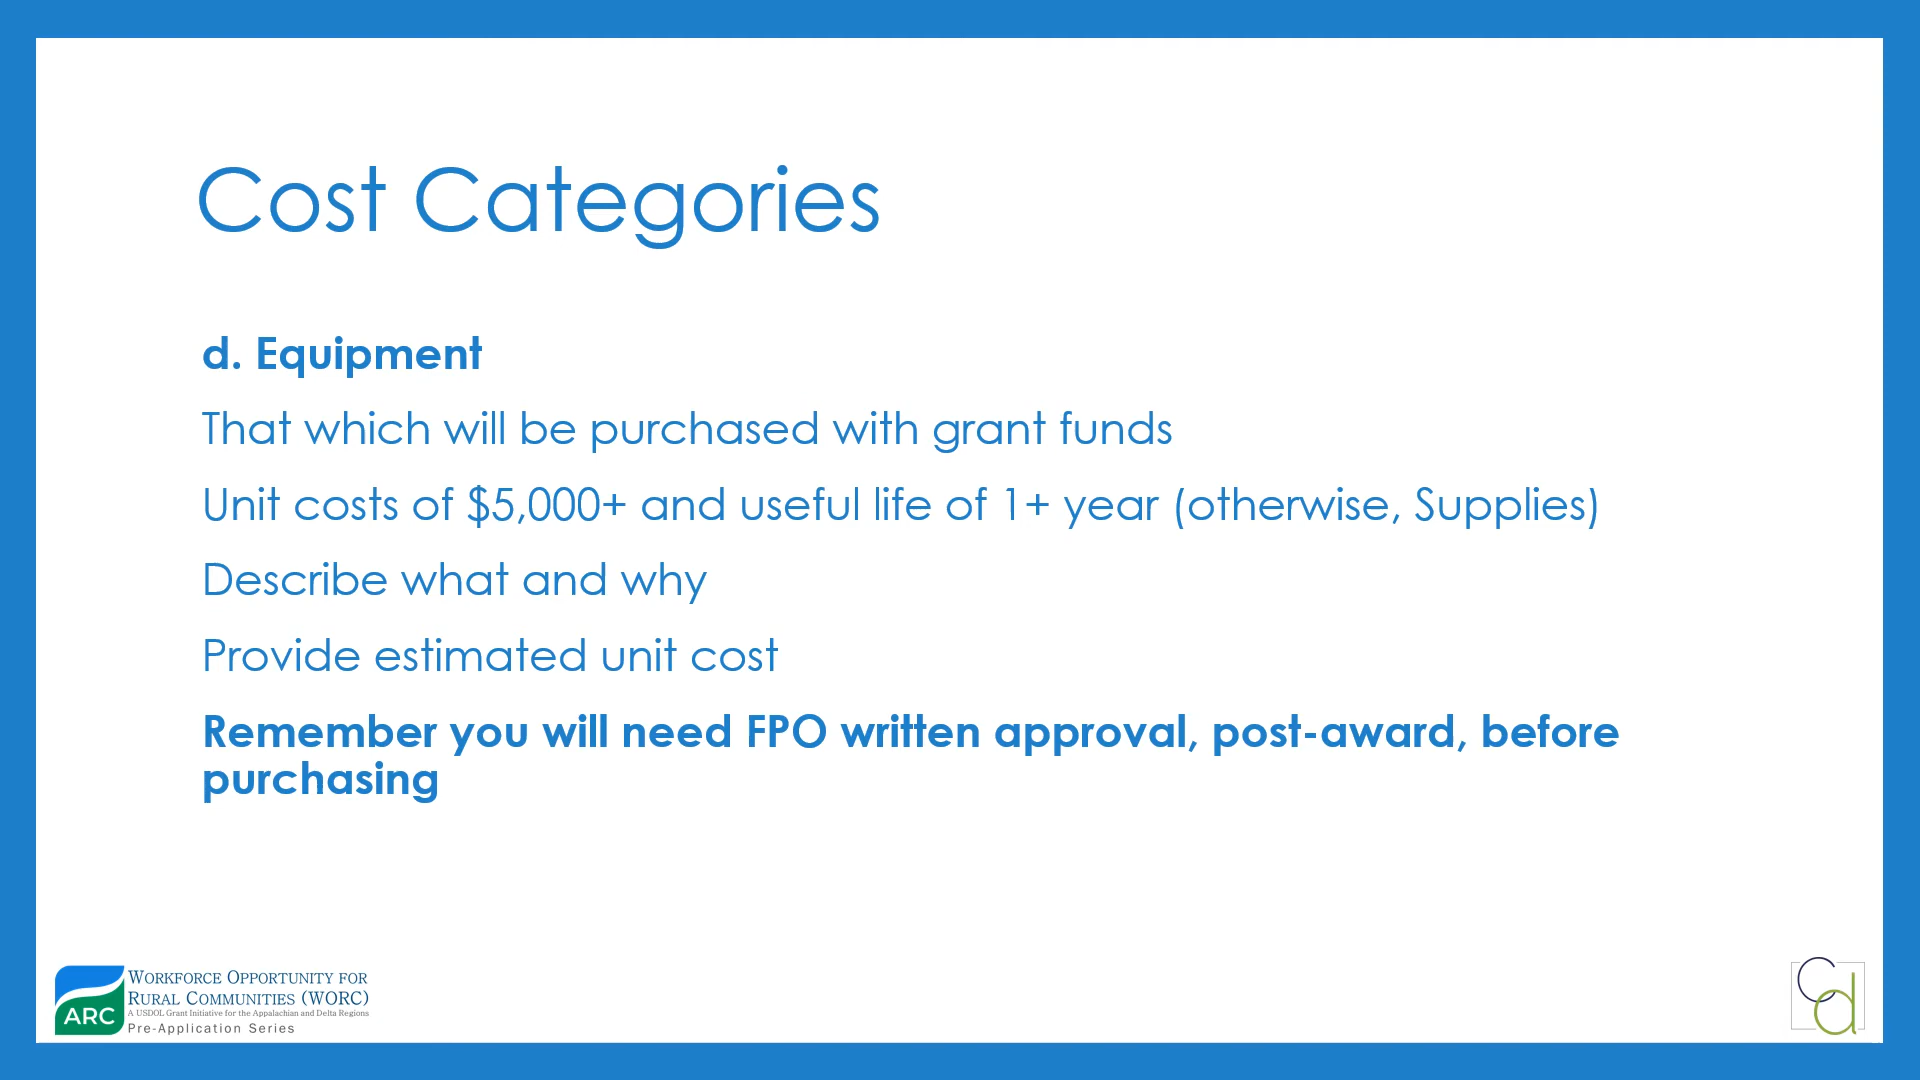 Cost Categories
d. Equipment
That which will be purchased with grant funds
Unit costs of $5,000+ and useful life of 1+ year (otherwise, Supplies)
Describe what and why
Provide estimated unit cost
Remember you will need FPO written approval, post-award, before
purchasing
ARC
WORKFORCE OPPORTUNITY FOR
RURAL COMMUNITIES (WORC)
A USDOL Grant Initiative for the Appalachian and Delta Regions
Pre-Application Series
cd